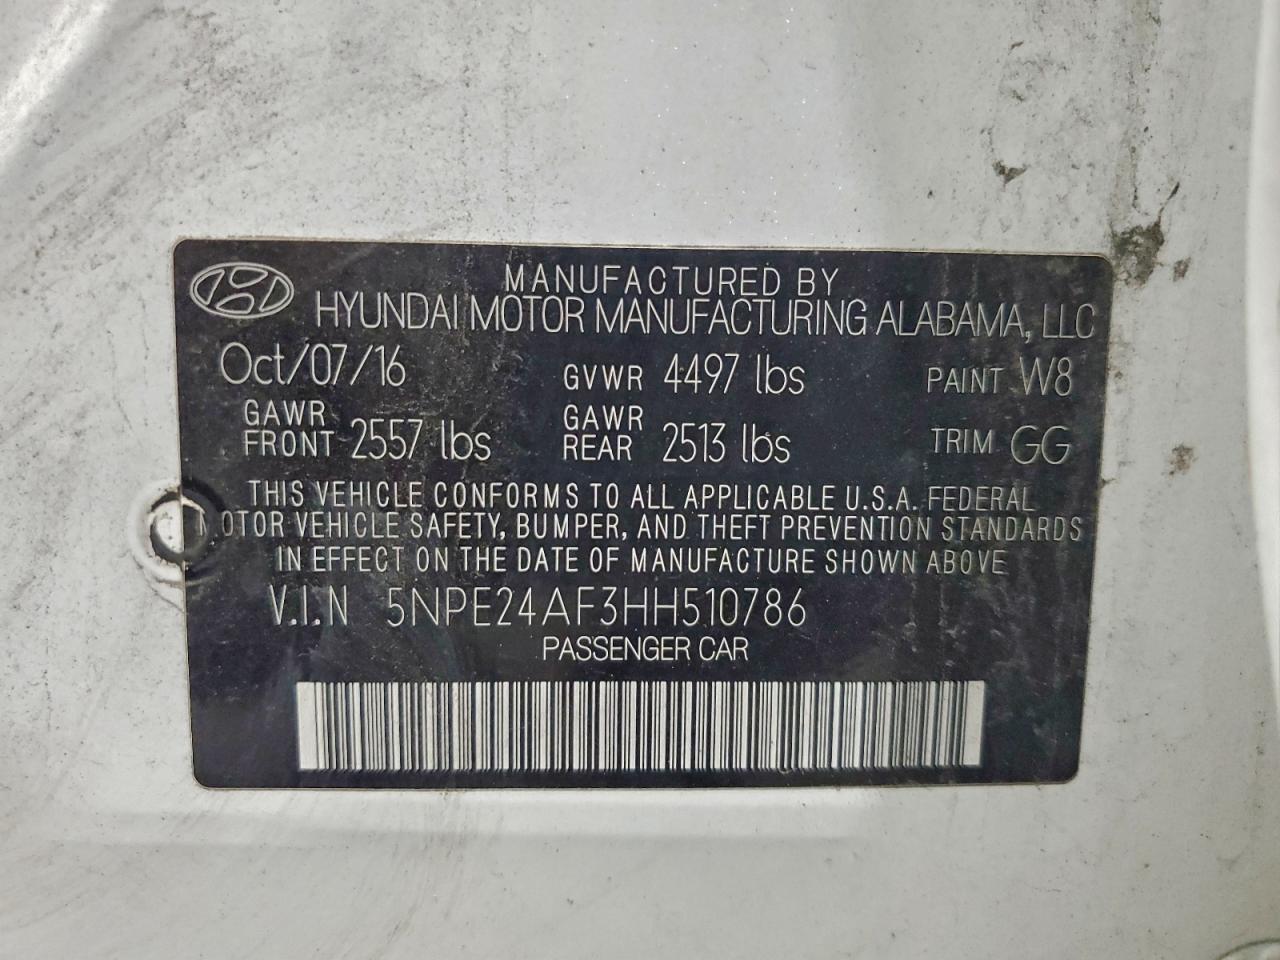 MANUFACTURED BY
HYUNDAI MOTOR MANUFACTURING ALABAMA, LLC
Oct/07/16 GVWR 4497 lbs PAINT W8
GAWR FRONT 2557 lbs GAWR REAR 2513 lbs TRIM GG
THIS VEHICLE CONFORMS TO ALL APPLICABLE U.S.A. FEDERAL
MOTOR VEHICLE SAFETY, BUMPER, AND THEFT PREVENTION STANDARDS
IN EFFECT ON THE DATE OF MANUFACTURE SHOWN ABOVE
V.I.N 5NPE24AF3HH510786
PASSENGER CAR